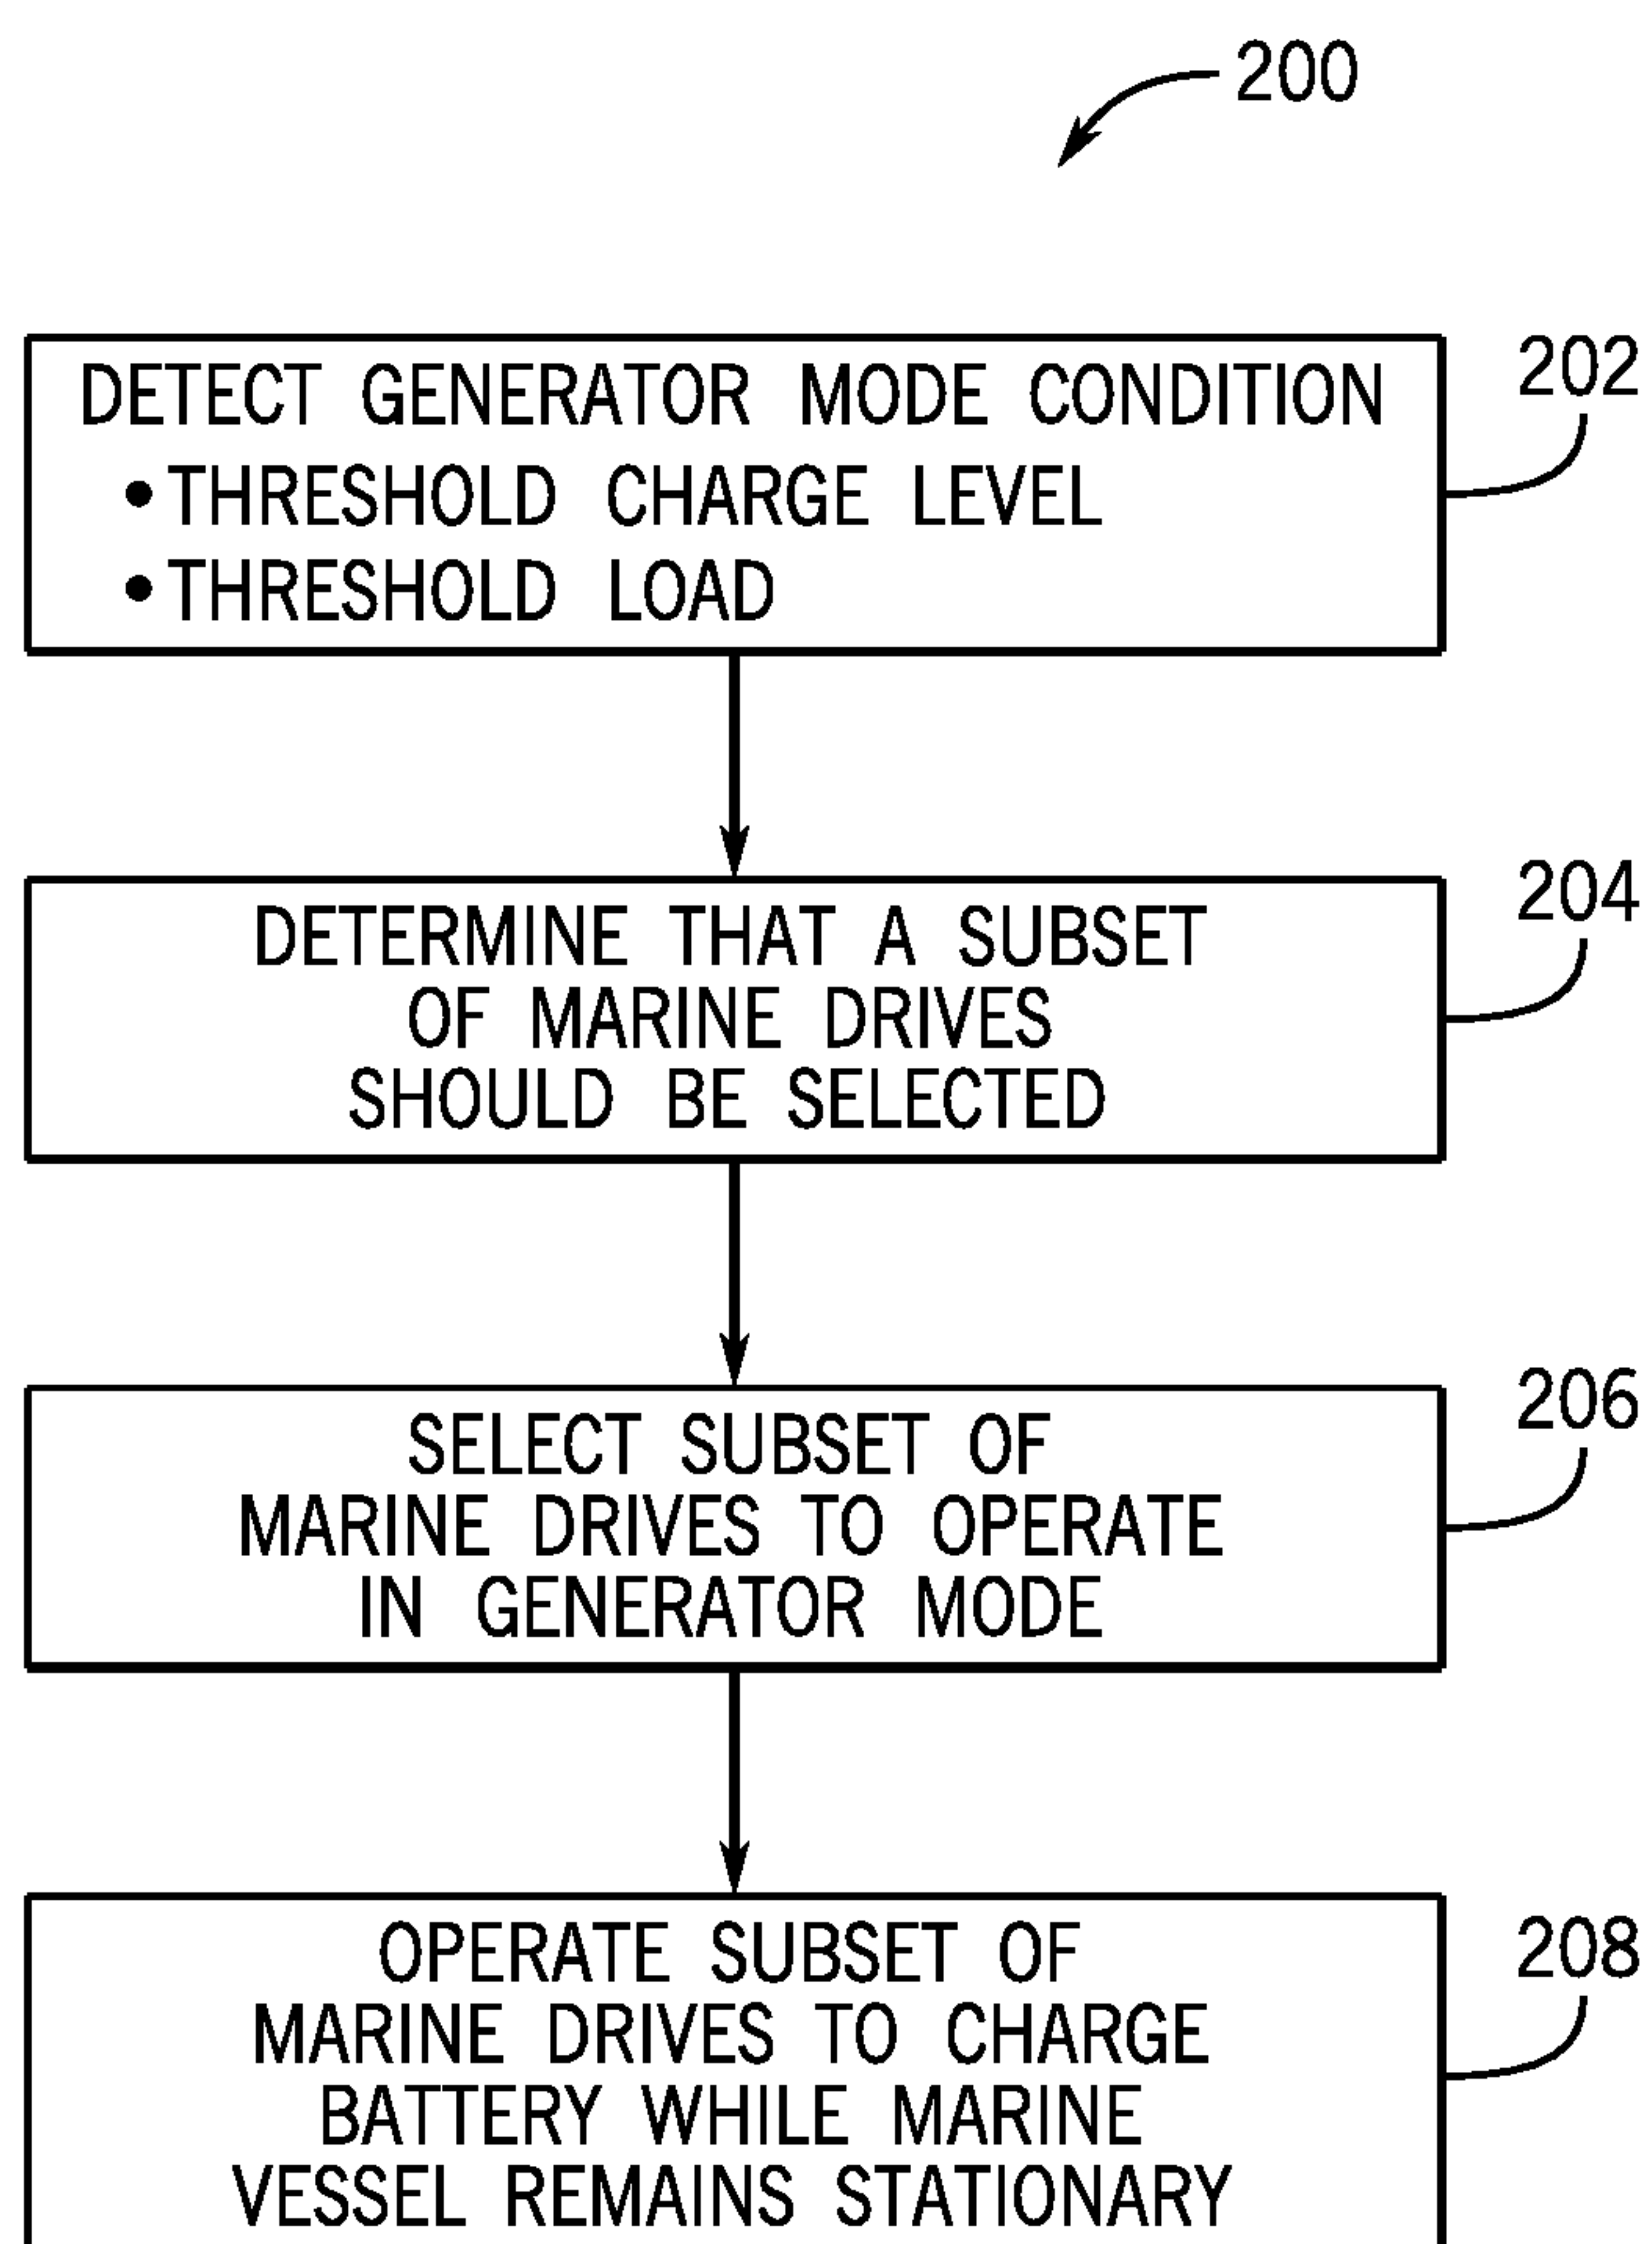 200
DETECT GENERATOR MODE CONDITION
•THRESHOLD CHARGE LEVEL
•THRESHOLD LOAD
202
DETERMINE THAT A SUBSET
OF MARINE DRIVES
SHOULD BE SELECTED
204
SELECT SUBSET OF
MARINE DRIVES TO OPERATE
IN GENERATOR MODE
206
OPERATE SUBSET OF
MARINE DRIVES TO CHARGE
BATTERY WHILE MARINE
VESSEL REMAINS STATIONARY
208